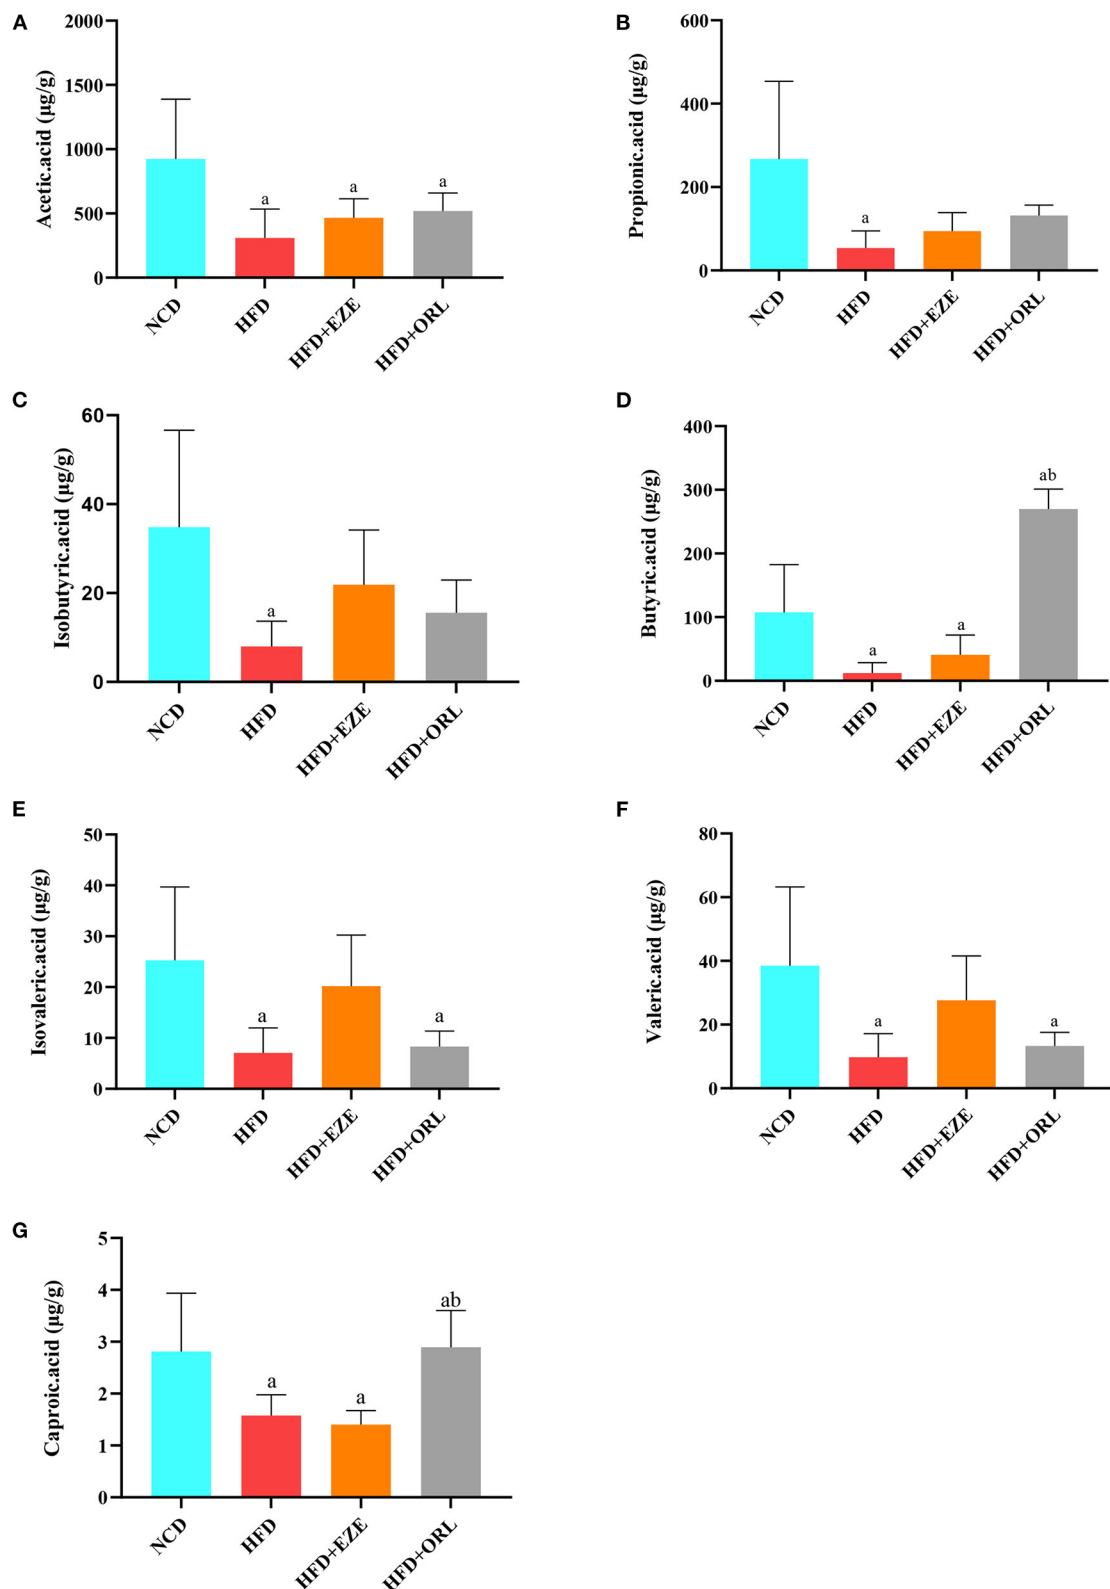 A
Acetic.acid (µg/g)
2000
1500
1000
500
0
a
a
a
NCD
HFD
HFD+EZE
HFD+ORL
B
Propionic.acid (µg/g)
600
400
200
0
a
NCD
HFD
HFD+EZE
HFD+ORL
C
Isobutyric.acid (µg/g)
60
40
20
0
a
NCD
HFD
HFD+EZE
HFD+ORL
D
Butyric.acid (µg/g)
400
300
200
100
0
a
a
ab
NCD
HFD
HFD+EZE
HFD+ORL
E
Isovaleric.acid (µg/g)
50
40
30
20
10
0
a
a
NCD
HFD
HFD+EZE
HFD+ORL
F
Valeric.acid (µg/g)
80
60
40
20
0
a
a
NCD
HFD
HFD+EZE
HFD+ORL
G
Caproic.acid (µg/g)
5
4
3
2
1
0
a
a
ab
NCD
HFD
HFD+EZE
HFD+ORL